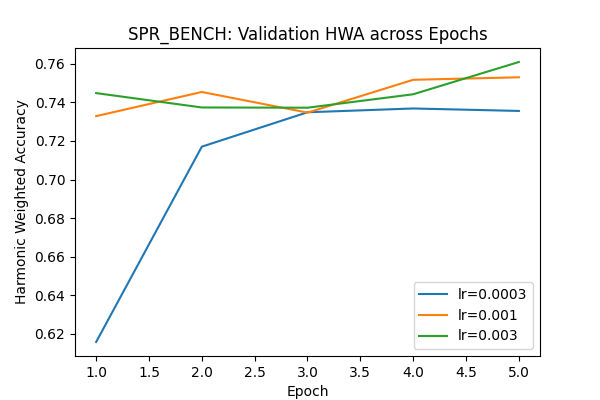 SPR_BENCH: Validation HWA across Epochs
Harmonic Weighted Accuracy
0.76
0.74
0.72
0.70
0.68
0.66
0.64
0.62
lr=0.0003
lr=0.001
lr=0.003
1.0 1.5 2.0 2.5 3.0 3.5 4.0 4.5 5.0
Epoch